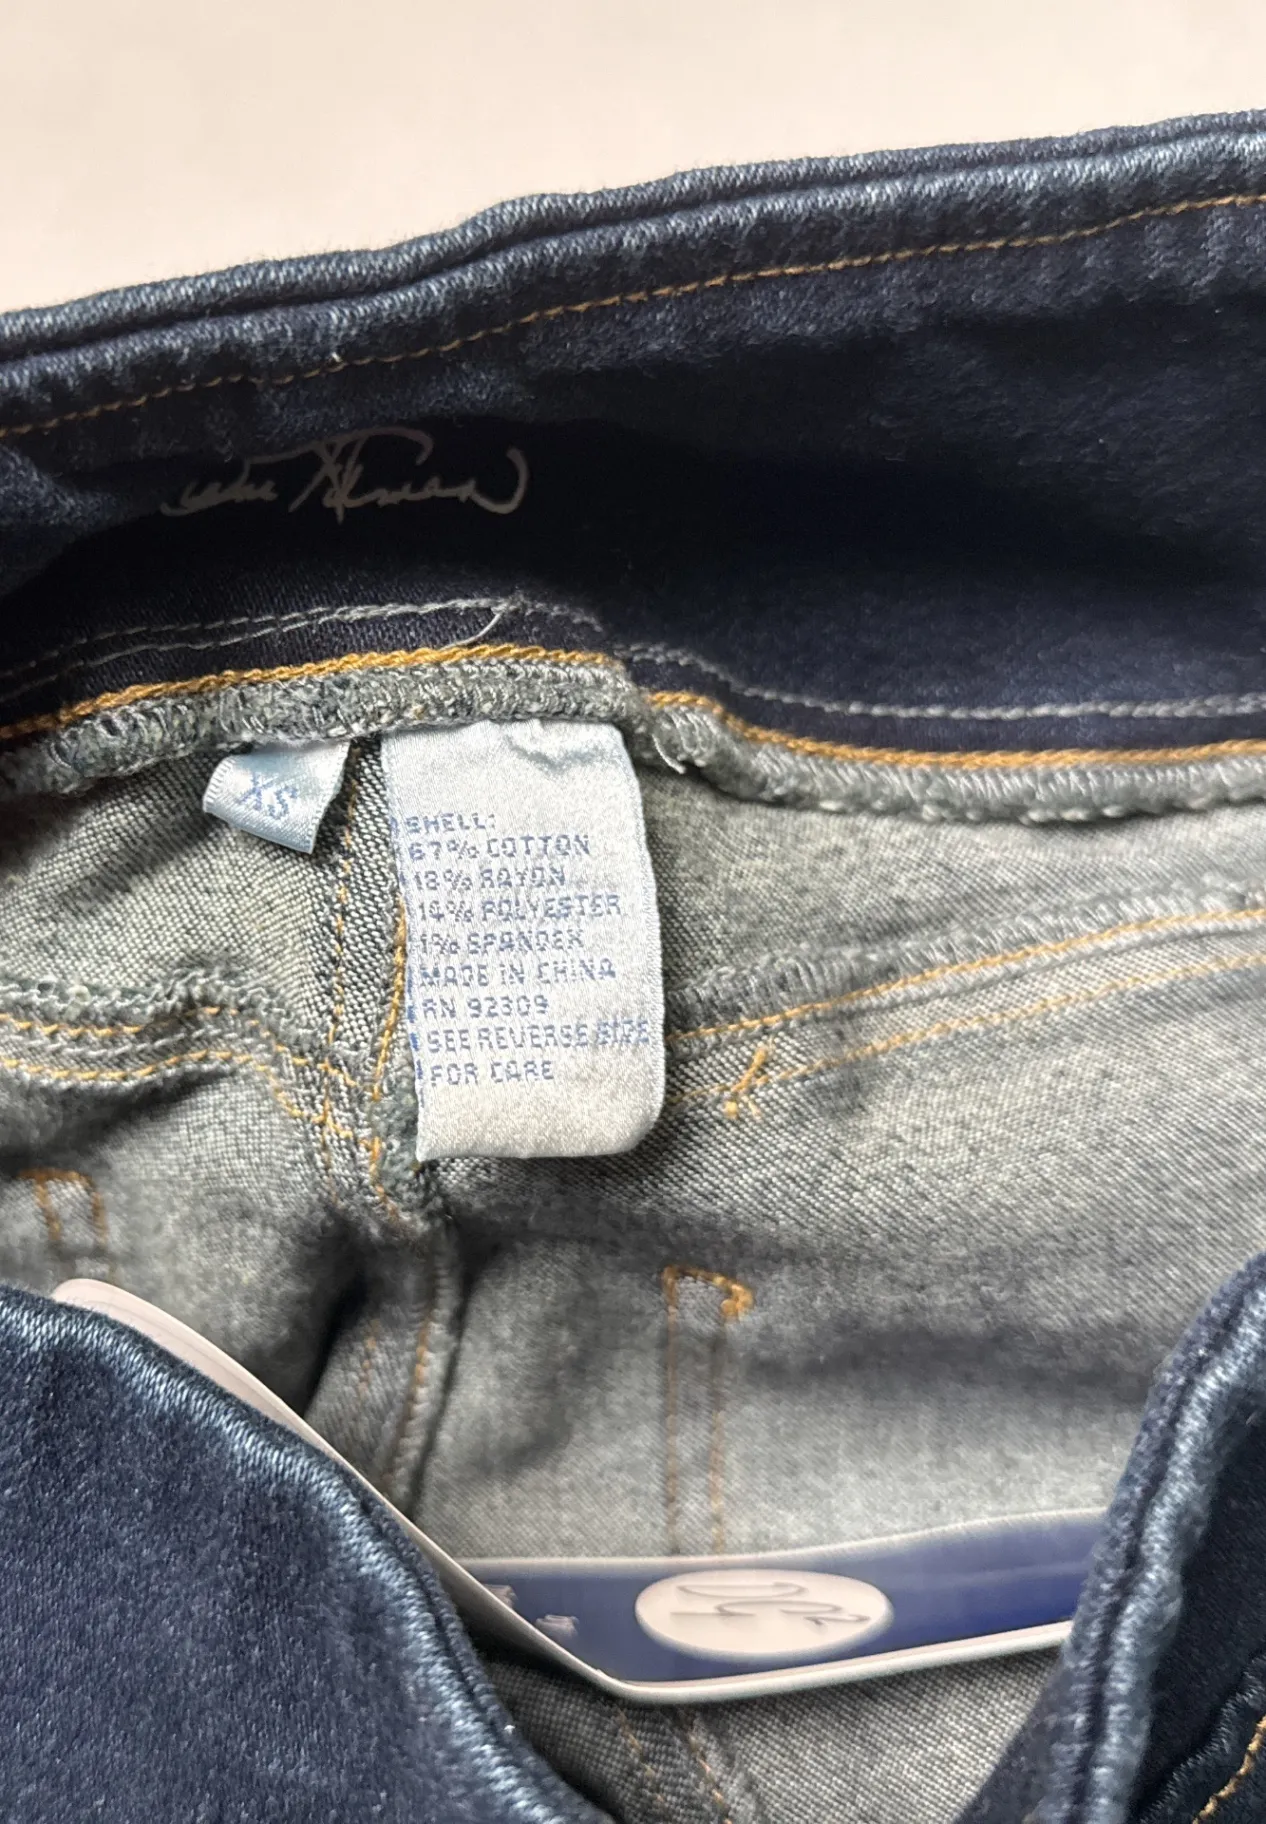 XS
SHELL:
67% COTTON
18% RAYON
14% POLYESTER
1% SPANDEX
MADE IN CHINA
RN 92309
SEE REVERSE SIDE
FOR CARE